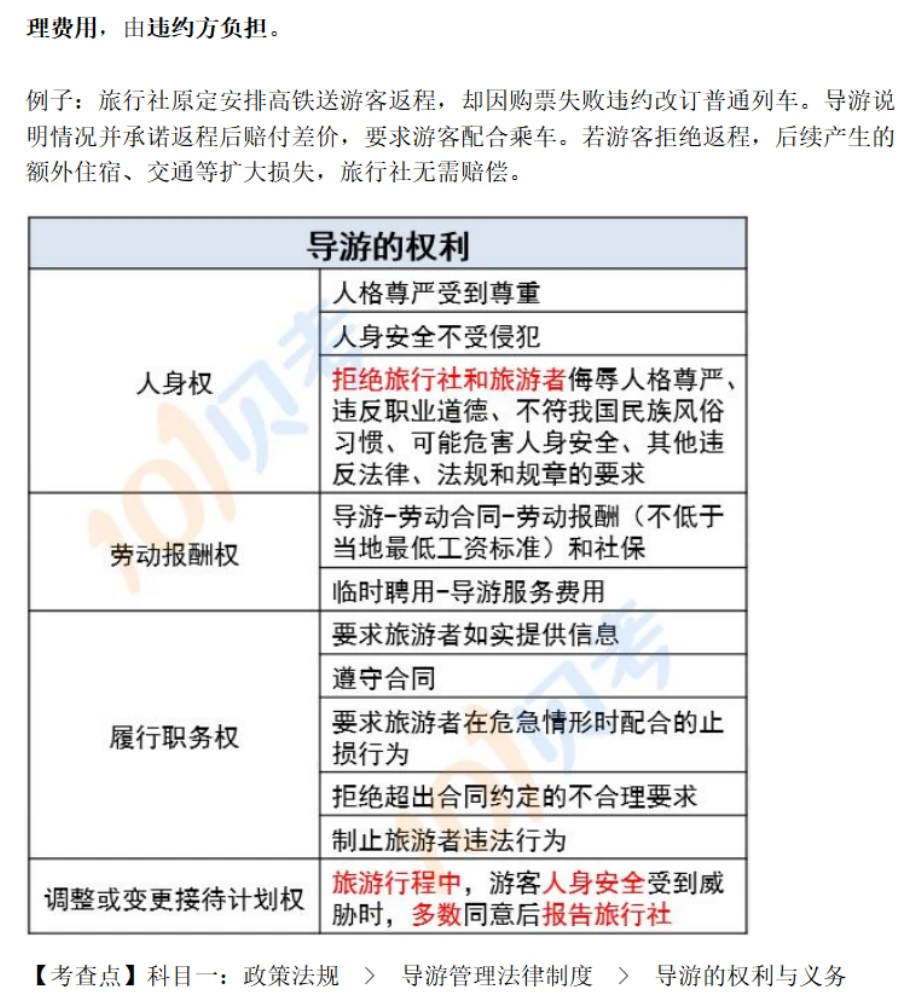 理费用，由违约方负担。
例子：旅行社原定安排高铁送游客返程，却因购票失败违约改订普通列车。导游说
明情况并承诺返程后赔付差价，要求游客配合乘车。若游客拒绝返程，后续产生的
额外住宿、交通等扩大损失，旅行社无需赔偿。
导游的权利
人身权
人格尊严受到尊重
人身安全不受侵犯
拒绝旅行社和旅游者侮辱人格尊严、
违反职业道德、不符我国民族风俗
习惯、可能危害人身安全、其他违
反法律、法规和规章的要求
劳动报酬权
导游-劳动合同-劳动报酬（不低于
当地最低工资标准）和社保
临时聘用-导游服务费用
履行职务权
要求旅游者如实提供信息
遵守合同
要求旅游者在危急情形时配合的止
损行为
拒绝超出合同约定的不合理要求
制止旅游者违法行为
调整或变更接待计划权
旅游行程中，游客人身安全受到威
胁时，多数同意后报告旅行社
101贝考
101贝考
【考查点】科目一：政策法规 > 导游管理法律制度 > 导游的权利与义务